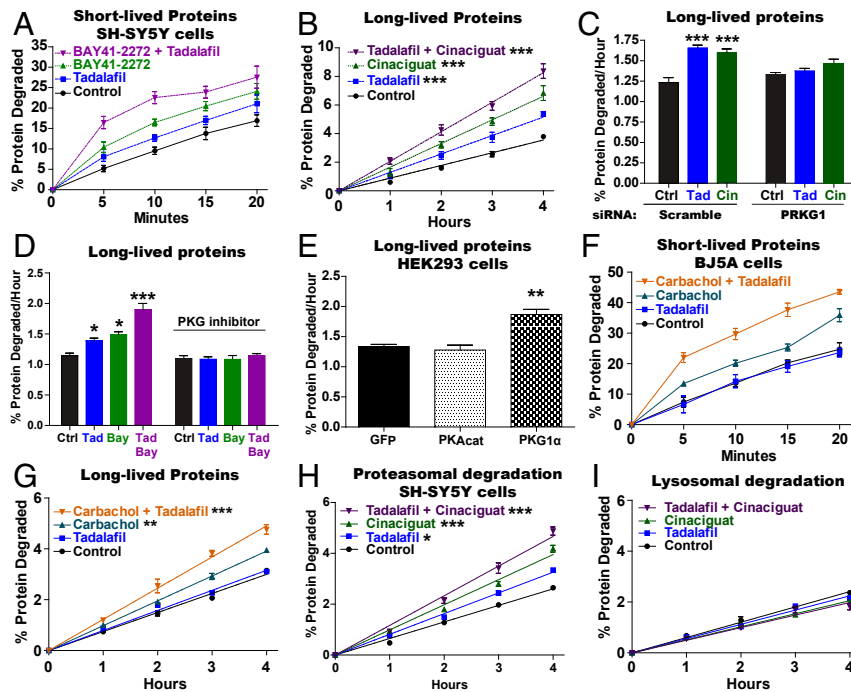 A
Short-lived Proteins
SH-SY5Y cells
BAY41-2272 + Tadalafil
BAY41-2272
Tadalafil
Control
% Protein Degraded
35
30
25
20
15
10
5
0
0 5 10 15 20
Minutes
B
Long-lived Proteins
Tadalafil + Cinaciguat ***
Cinaciguat ***
Tadalafil ***
Control
% Protein Degraded
10
8
6
4
2
0
0 1 2 3 4
Hours
C
Long-lived proteins
*** ***
% Protein Degraded/Hour
1.75
1.50
1.25
1.00
0.75
0.50
0.25
0.00
Ctrl Tad Cin Ctrl Tad Cin
siRNA: Scramble PRKG1
D
Long-lived proteins
* * ***
PKG inhibitor
% Protein Degraded/Hour
2.5
2.0
1.5
1.0
0.5
0.0
Ctrl Tad Bay Tad Ctrl Tad Bay Tad
Bay Bay
E
Long-lived proteins
HEK293 cells
**
% Protein Degraded/Hour
2.5
2.0
1.5
1.0
0.5
0.0
GFP PKAcat PKG1α
F
Short-lived Proteins
BJ5A cells
Carbachol + Tadalafil
Carbachol
Tadalafil
Control
% Protein Degraded
50
40
30
20
10
0
0 5 10 15 20
Minutes
G
Long-lived Proteins
Carbachol + Tadalafil ***
Carbachol **
Tadalafil
Control
% Protein Degraded
6
4
2
0
0 1 2 3 4
Hours
H
Proteasomal degradation
SH-SY5Y cells
Tadalafil + Cinaciguat ***
Cinaciguat ***
Tadalafil *
Control
% Protein Degraded
6
4
2
0
0 1 2 3 4
Hours
I
Lysosomal degradation
Tadalafil + Cinaciguat
Cinaciguat
Tadalafil
Control
% Protein Degraded
6
4
2
0
0 1 2 3 4
Hours